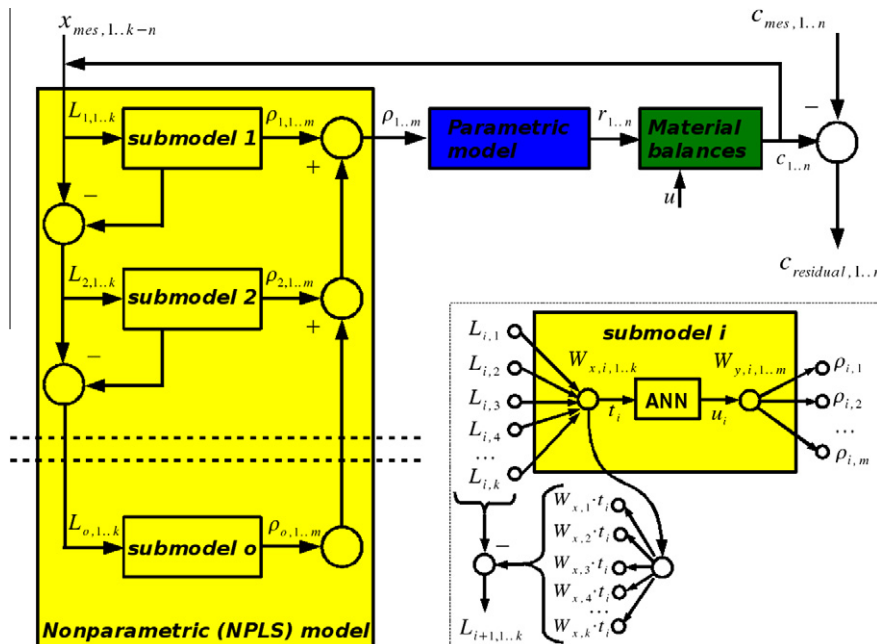 x_{mes,1..k-n}
c_{mes,1..n}
L_{1,1..k}
submodel 1
ρ_{1,1..m}
ρ_{1..m}
Parametric model
r_{1..n}
Material balances
c_{1..n}
−
+
u
−
c_{residual,1..n}
L_{2,1..k}
submodel 2
ρ_{2,1..m}
+
−
L_{o,1..k}
submodel o
ρ_{o,1..m}
Nonparametric (NPLS) model
submodel i
L_{i,1}
L_{i,2}
L_{i,3}
L_{i,4}
...
L_{i,k}
W_{x,i,1..k}
t_i
ANN
u_i
W_{y,i,1..m}
ρ_{i,1}
ρ_{i,2}
...
ρ_{i,m}
−
L_{i+1,1..k}
W_{x,1}·t_i
W_{x,2}·t_i
W_{x,3}·t_i
W_{x,4}·t_i
...
W_{x,k}·t_i